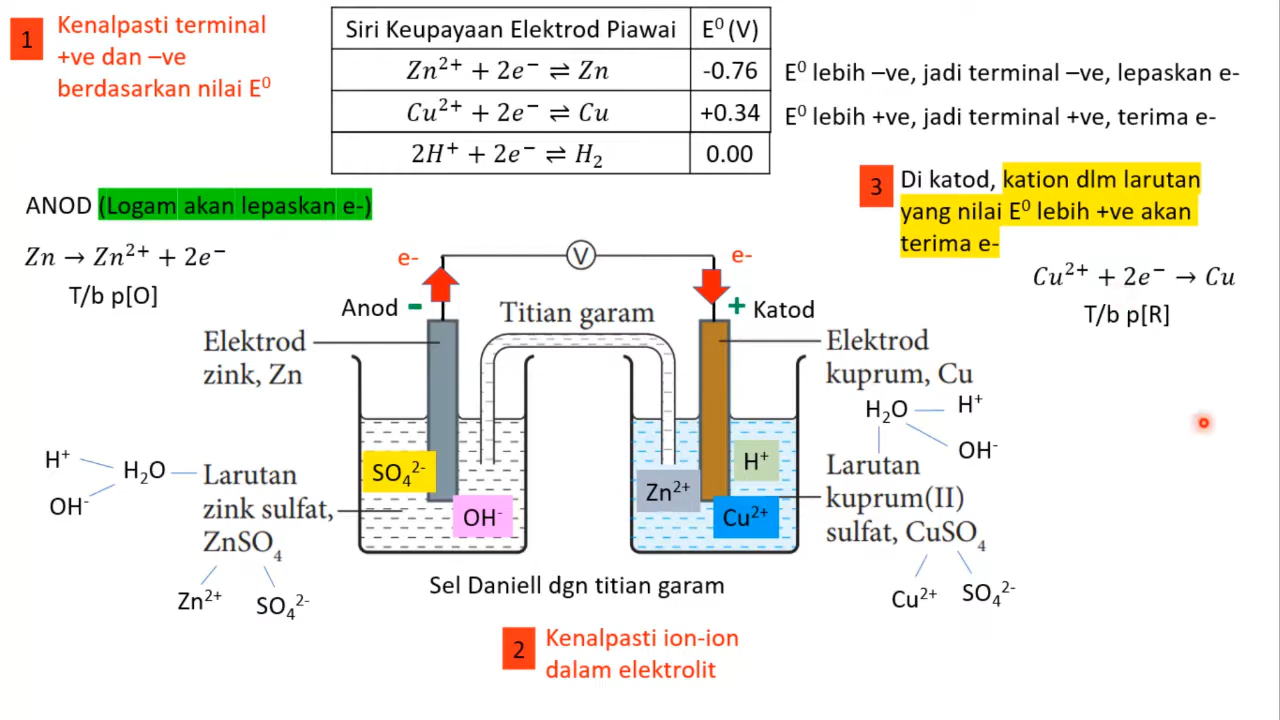 1
Kenalpasti terminal
+ve dan –ve
berdasarkan nilai E⁰
Siri Keupayaan Elektrod Piawai E⁰ (V)
Zn²⁺ + 2e⁻ ⇌ Zn -0.76
Cu²⁺ + 2e⁻ ⇌ Cu +0.34
2H⁺ + 2e⁻ ⇌ H₂ 0.00
E⁰ lebih –ve, jadi terminal –ve, lepaskan e-
E⁰ lebih +ve, jadi terminal +ve, terima e-
3
Di katod, kation dlm larutan
yang nilai E⁰ lebih +ve akan
terima e-
Cu²⁺ + 2e⁻ → Cu
T/b p[R]
ANOD (Logam akan lepaskan e-)
Zn → Zn²⁺ + 2e⁻
T/b p[O]
e-
V
e-
Anod -
Titian garam
+ Katod
Elektrod
zink, Zn
Elektrod
kuprum, Cu
H₂O
H⁺
OH⁻
H⁺
OH⁻
H₂O
Larutan
zink sulfat,
ZnSO₄
Zn²⁺
SO₄²⁻
SO₄²⁻
OH⁻
Zn²⁺
H⁺
Cu²⁺
Larutan
kuprum(II)
sulfat, CuSO₄
Cu²⁺
SO₄²⁻
Sel Daniell dgn titian garam
2
Kenalpasti ion-ion
dalam elektrolit